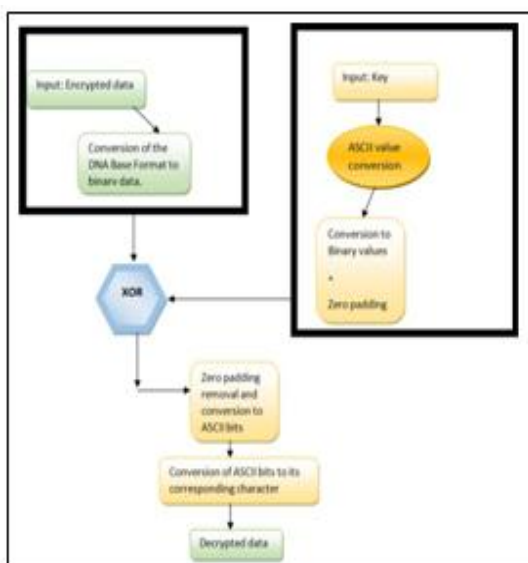 Input: Encrypted data
Conversion of the
DNA Base Format to
binary data.
Input: Key
ASCII value
conversion
Conversion to
Binary values
+
Zero padding
XOR
Zero padding
removal and
conversion to
ASCII bits
Conversion of ASCII bits to its
corresponding character
Decrypted data